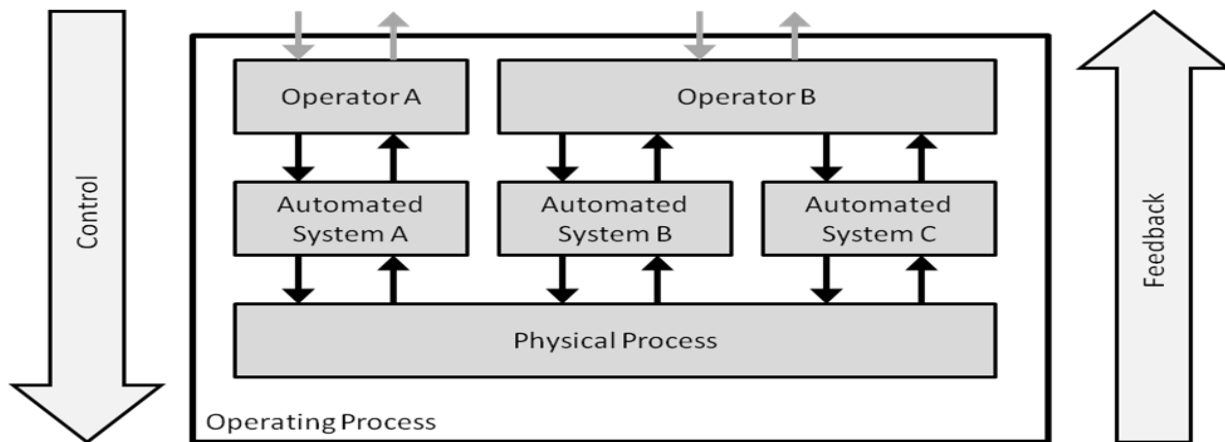 Operator A
Operator B
Control
Automated
System A
Automated
System B
Automated
System C
Feedback
Physical Process
Operating Process